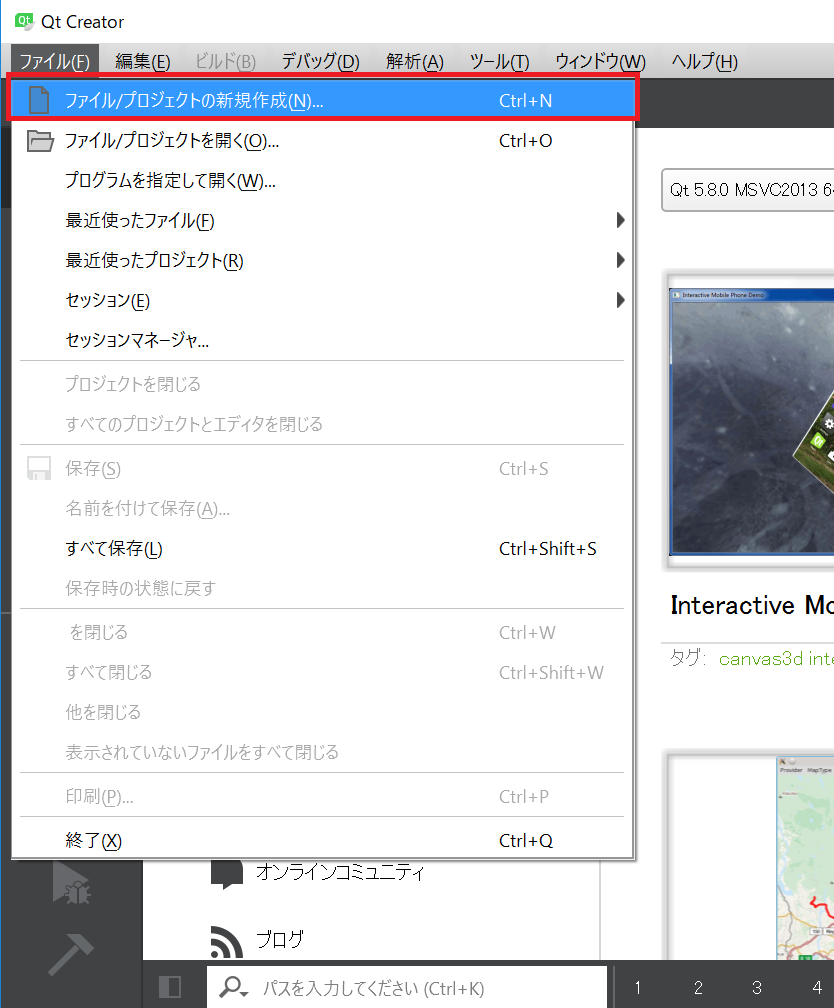 Qt Creator
ファイル(F) 編集(E) ビルド(B) デバッグ(D) 解析(A) ツール(T) ウィンドウ(W) ヘルプ(H)
ファイル/プロジェクトの新規作成(N)... Ctrl+N
ファイル/プロジェクトを開く(O)... Ctrl+O
プログラムを指定して開く(W)...
最近使ったファイル(F)
最近使ったプロジェクト(R)
セッション(E)
セッションマネージャ...
プロジェクトを閉じる
すべてのプロジェクトとエディタを閉じる
保存(S) Ctrl+S
名前を付けて保存(A)...
すべて保存(L) Ctrl+Shift+S
保存時の状態に戻す
を閉じる Ctrl+W
すべて閉じる Ctrl+Shift+W
他を閉じる
表示されていないファイルをすべて閉じる
印刷(P)... Ctrl+P
終了(X) Ctrl+Q
Qt 5.8.0 MSVC2013 6
Interactive Mobile Phone Demo
Interactive Mo
タグ: canvas3d inte
Provider MapType
オンラインコミュニティ
ブログ
パスを入力してください (Ctrl+K)
1 2 3 4